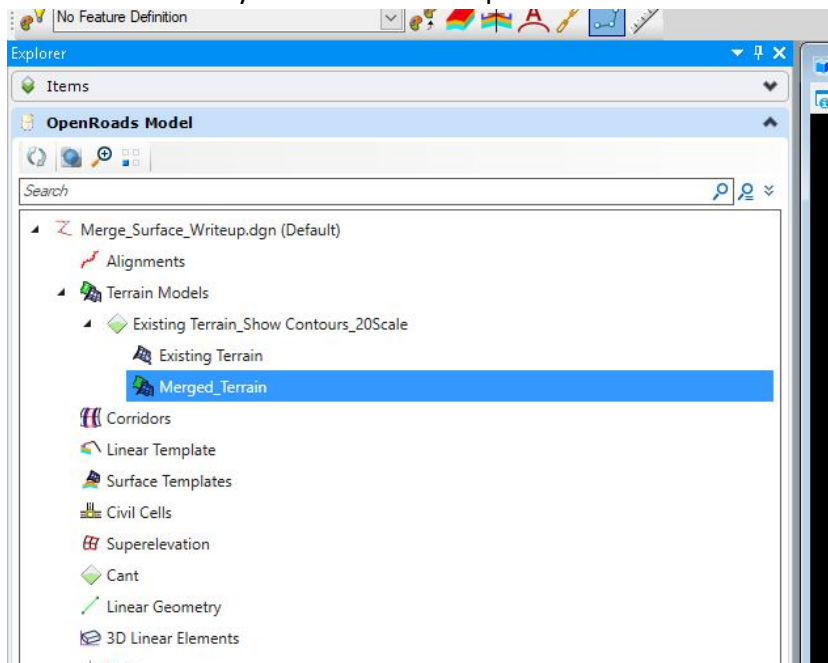 No Feature Definition
Explorer
Items
OpenRoads Model
Search
Merge_Surface_Writeup.dgn (Default)
Alignments
Terrain Models
Existing Terrain_Show Contours_20Scale
Existing Terrain
Merged_Terrain
Corridors
Linear Template
Surface Templates
Civil Cells
Superelevation
Cant
Linear Geometry
3D Linear Elements